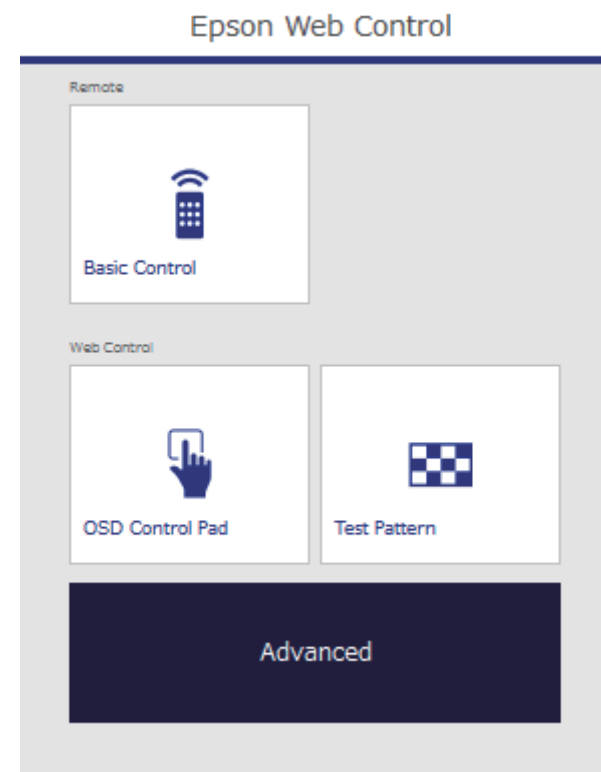 Epson Web Control
Remote
Basic Control
Web Control
OSD Control Pad
Test Pattern
Advanced